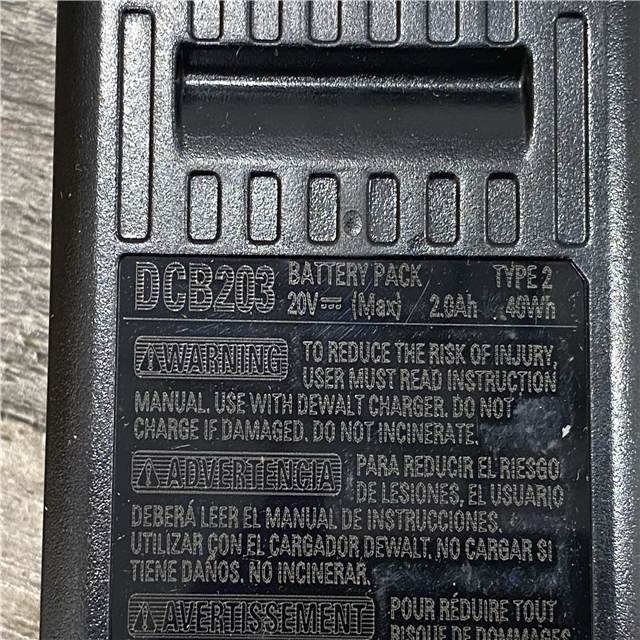 DCB203 BATTERY PACK TYPE 2
20V⎓ (Max) 2.0Ah 40Wh
⚠WARNING TO REDUCE THE RISK OF INJURY,
USER MUST READ INSTRUCTION
MANUAL. USE WITH DEWALT CHARGER. DO NOT
CHARGE IF DAMAGED. DO NOT INCINERATE.
⚠ADVERTENCIA PARA REDUCIR EL RIESGO
DE LESIONES, EL USUARIO
DEBERÁ LEER EL MANUAL DE INSTRUCCIONES.
UTILIZAR CON EL CARGADOR DEWALT. NO CARGAR SI
TIENE DAÑOS. NO INCINERAR.
⚠AVERTISSEMENT POUR RÉDUIRE TOUT
RISQUE DE DOMMAGES,